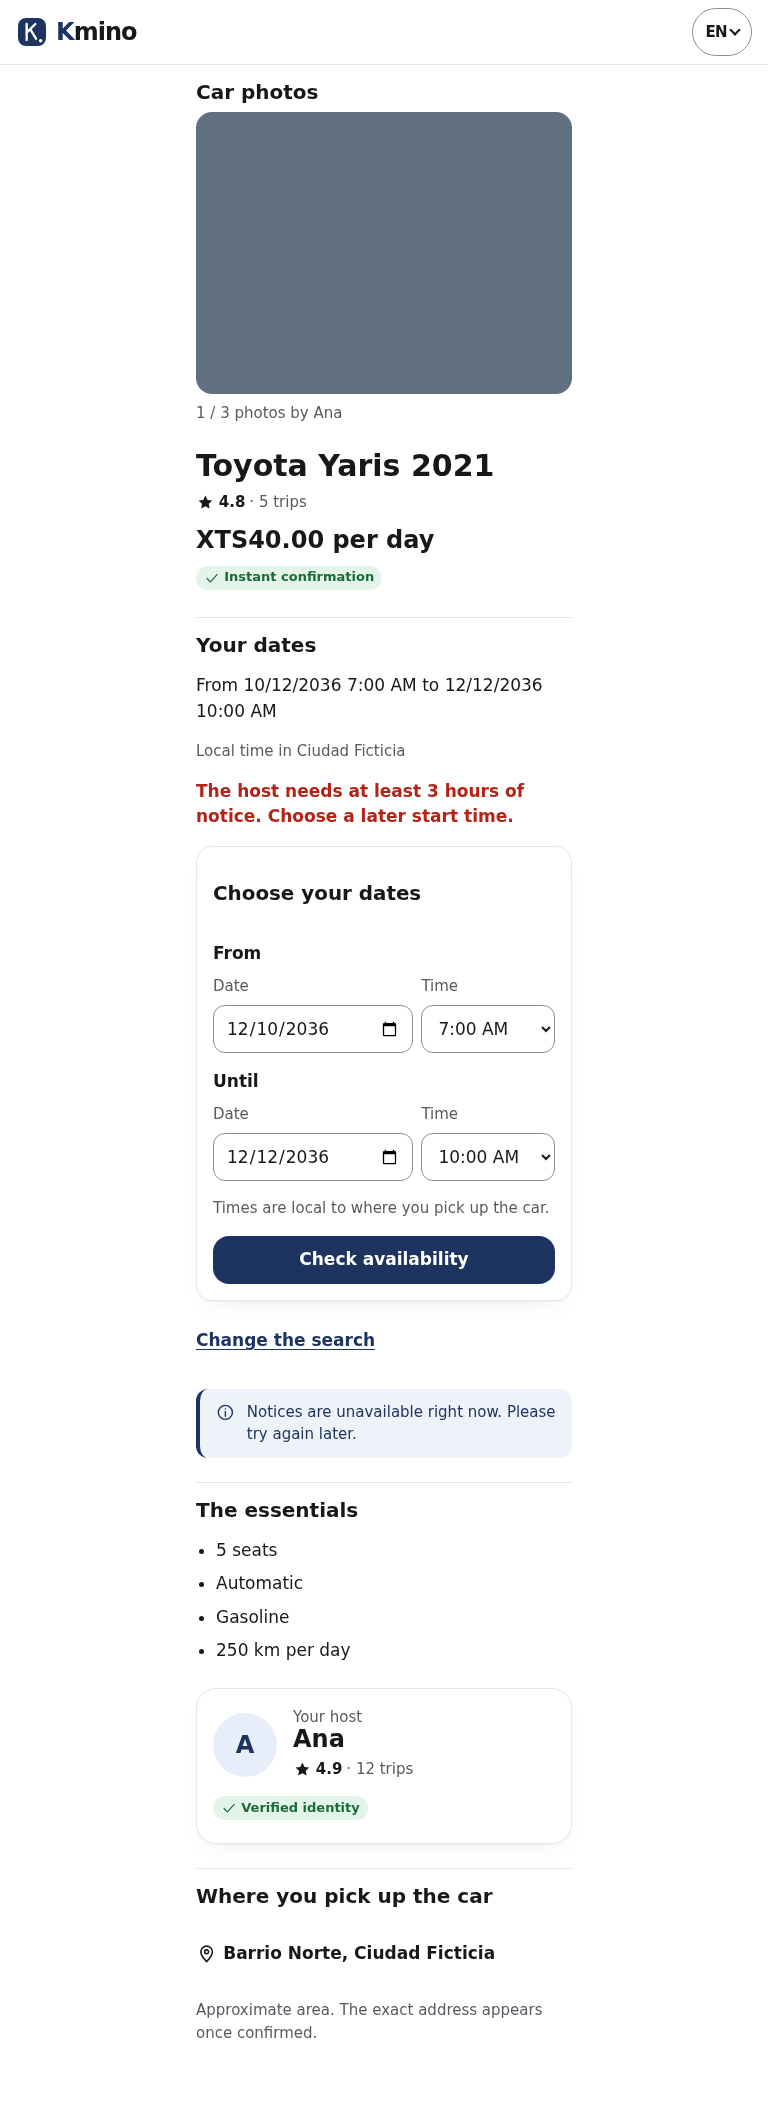 Kmino
EN
Car photos
1 / 3 photos by Ana
Toyota Yaris 2021
4.8 · 5 trips
XTS40.00 per day
Instant confirmation
Your dates
From 10/12/2036 7:00 AM to 12/12/2036
10:00 AM
Local time in Ciudad Ficticia
The host needs at least 3 hours of
notice. Choose a later start time.
Choose your dates
From
Date Time
12/10/2036 7:00 AM
Until
Date Time
12/12/2036 10:00 AM
Times are local to where you pick up the car.
Check availability
Change the search
Notices are unavailable right now. Please
try again later.
The essentials
• 5 seats
• Automatic
• Gasoline
• 250 km per day
A
Your host
Ana
4.9 · 12 trips
Verified identity
Where you pick up the car
Barrio Norte, Ciudad Ficticia
Approximate area. The exact address appears
once confirmed.